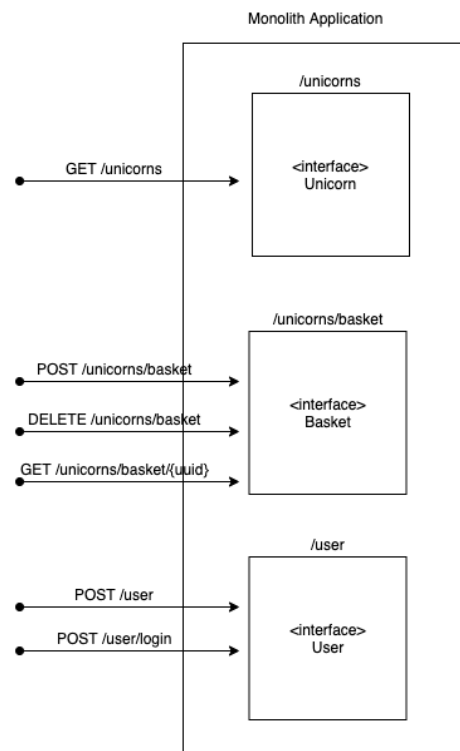 Monolith Application
/unicorns
GET /unicorns
<interface>
Unicorn
/unicorns/basket
POST /unicorns/basket
DELETE /unicorns/basket
GET /unicorns/basket/{uuid}
<interface>
Basket
/user
POST /user
POST /user/login
<interface>
User